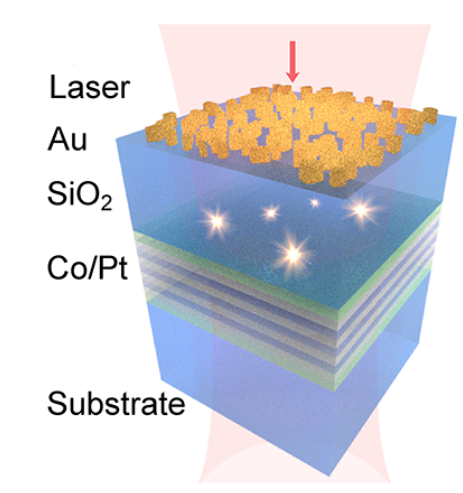 Laser
Au
SiO₂
Co/Pt
Substrate